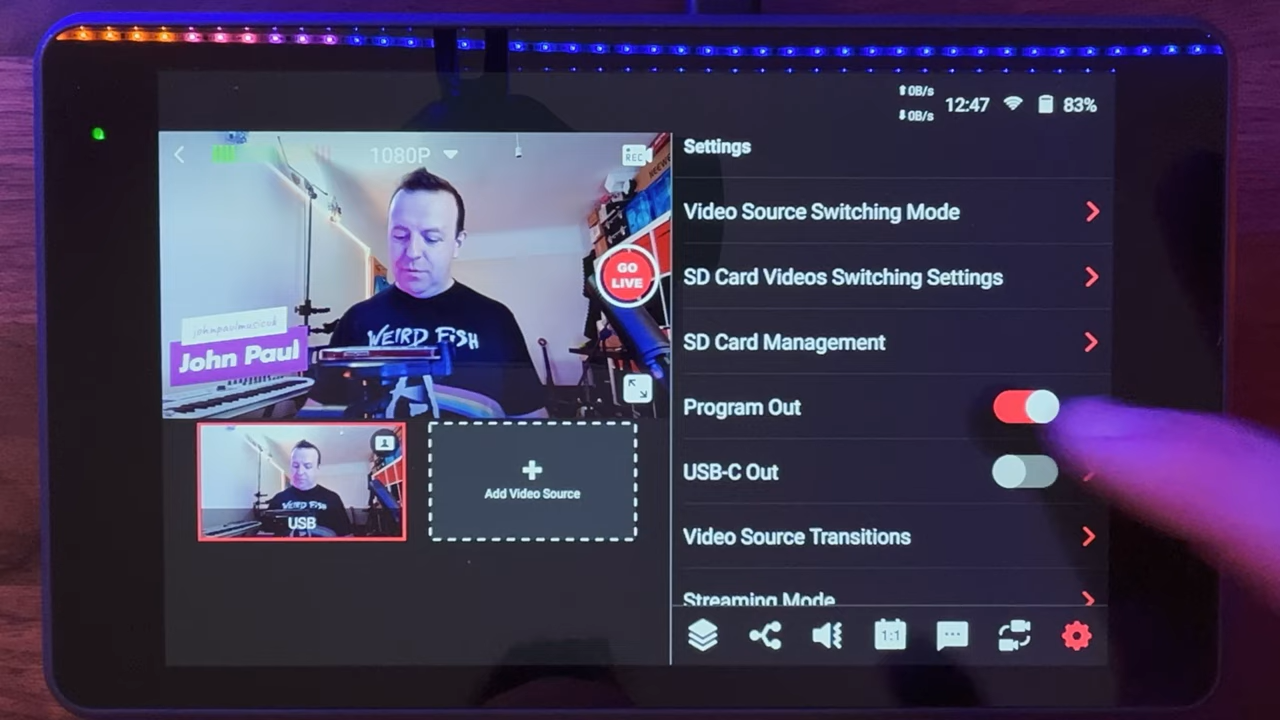 ⬆0B/s
⬇0B/s
12:47
83%
1080P
REC
Settings
Video Source Switching Mode
SD Card Videos Switching Settings
SD Card Management
Program Out
USB-C Out
Video Source Transitions
Streaming Mode
GO
LIVE
WEIRD FISH
johnpaulmusicuk
John Paul
USB
Add Video Source
1:1